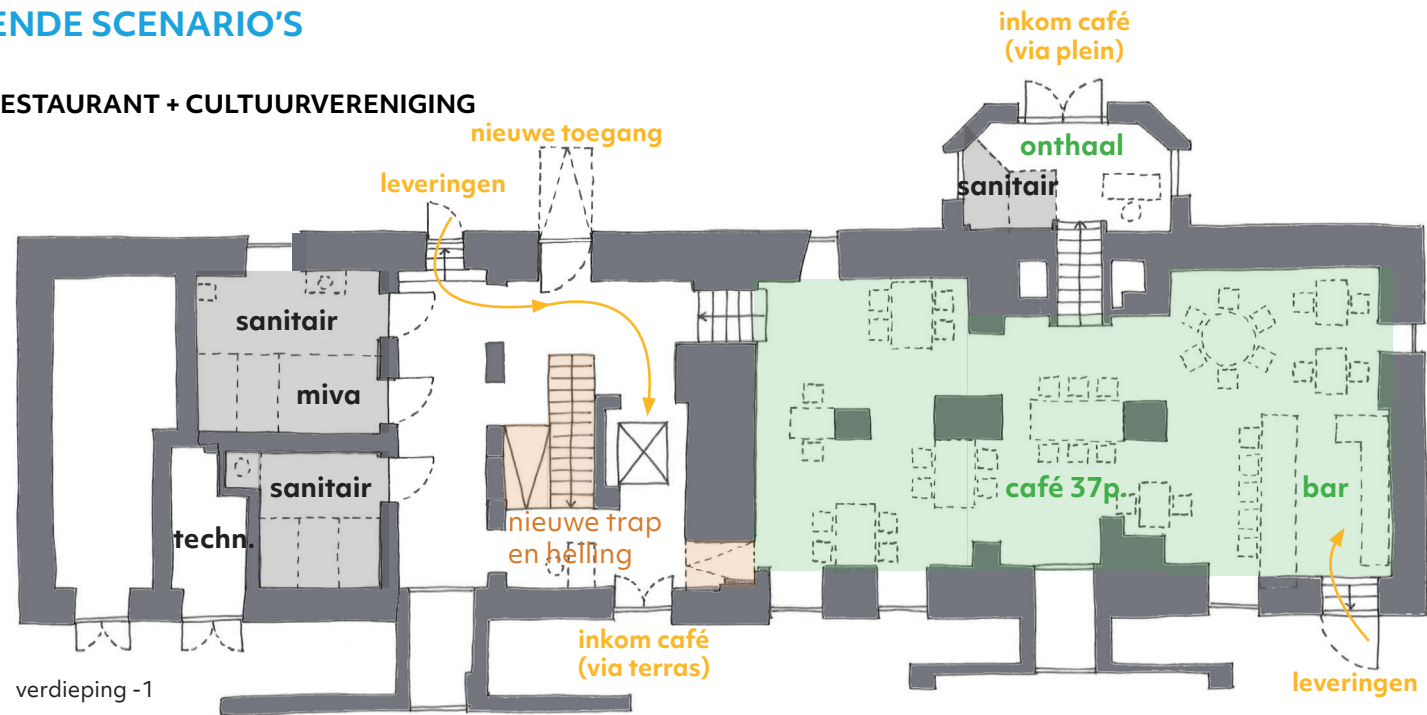 ENDE SCENARIO'S
ESTAURANT + CULTUURVERENIGING
inkom café
(via plein)
nieuwe toegang
leveringen
onthaal
sanitair
sanitair
miva
sanitair
techn.
nieuwe trap
en helling
café 37p.
bar
inkom café
(via terras)
leveringen
verdieping -1